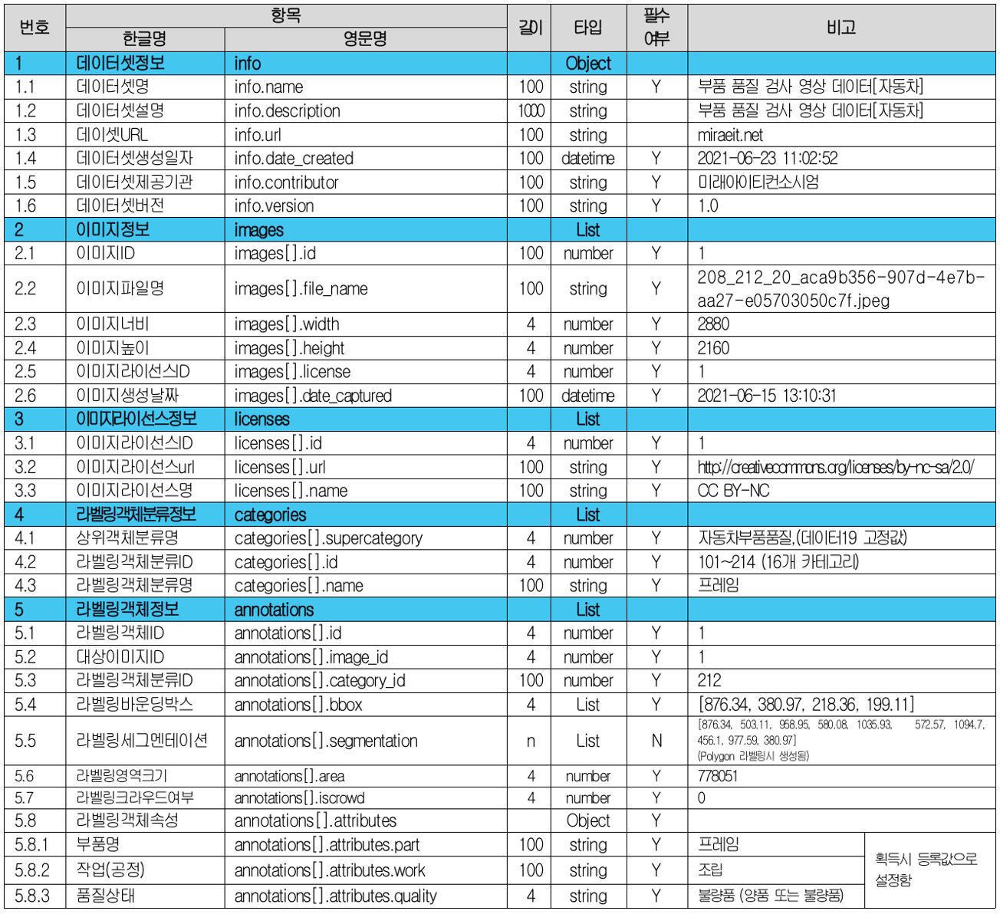 번호 항목 길이 타입 필수여부 비고
한글명 영문명
1 데이터셋정보 info Object
1.1 데이터셋명 info.name 100 string Y 부품 품질 검사 영상 데이터[자동차]
1.2 데이터셋설명 info.description 1000 string 부품 품질 검사 영상 데이터[자동차]
1.3 데이셋URL info.url 100 string miraeit.net
1.4 데이터셋생성일자 info.date_created 100 datetime Y 2021-06-23 11:02:52
1.5 데이터셋제공기관 info.contributor 100 string Y 미래아이티컨소시엄
1.6 데이터셋버전 info.version 100 string Y 1.0
2 이미지정보 images List
2.1 이미지ID images[].id 100 number Y 1
2.2 이미지파일명 images[].file_name 100 string Y 208_212_20_aca9b356-907d-4e7b-
aa27-e05703050c7f.jpeg
2.3 이미지너비 images[].width 4 number Y 2880
2.4 이미지높이 images[].height 4 number Y 2160
2.5 이미지라이선스ID images[].license 4 number Y 1
2.6 이미지생성날짜 images[].date_captured 100 datetime Y 2021-06-15 13:10:31
3 이미지라이선스정보 licenses List
3.1 이미지라이선스ID licenses[].id 4 number Y 1
3.2 이미지라이선스url licenses[].url 100 string Y http://creativecommons.org/licenses/by-nc-sa/2.0/
3.3 이미지라이선스명 licenses[].name 100 string Y CC BY-NC
4 라벨링객체분류정보 categories List
4.1 상위객체분류명 categories[].supercategory 4 number Y 자동차부품품질,(데이터19 고정값)
4.2 라벨링객체분류ID categories[].id 4 number Y 101~214 (16개 카테고리)
4.3 라벨링객체분류명 categories[].name 100 string Y 프레임
5 라벨링객체정보 annotations List
5.1 라벨링객체ID annotations[].id 4 number Y 1
5.2 대상이미지ID annotations[].image_id 4 number Y 1
5.3 라벨링객체분류ID annotations[].category_id 100 number Y 212
5.4 라벨링바운딩박스 annotations[].bbox 4 List Y [876.34, 380.97, 218.36, 199.11]
5.5 라벨링세그멘테이션 annotations[].segmentation n List N [876.34, 503.11, 958.95, 580.08, 1035.93, 572.57, 1094.7,
456.1, 977.59, 380.97]
(Polygon 라벨링시 생성됨)
5.6 라벨링영역크기 annotations[].area 4 number Y 778051
5.7 라벨링크라우드여부 annotations[].iscrowd 4 number Y 0
5.8 라벨링객체속성 annotations[].attributes Object Y
5.8.1 부품명 annotations[].attributes.part 100 string Y 프레임
5.8.2 작업(공정) annotations[].attributes.work 100 string Y 조립
5.8.3 품질상태 annotations[].attributes.quality 4 string Y 불량품 (양품 또는 불량품)
획득시 등록값으로
설정함